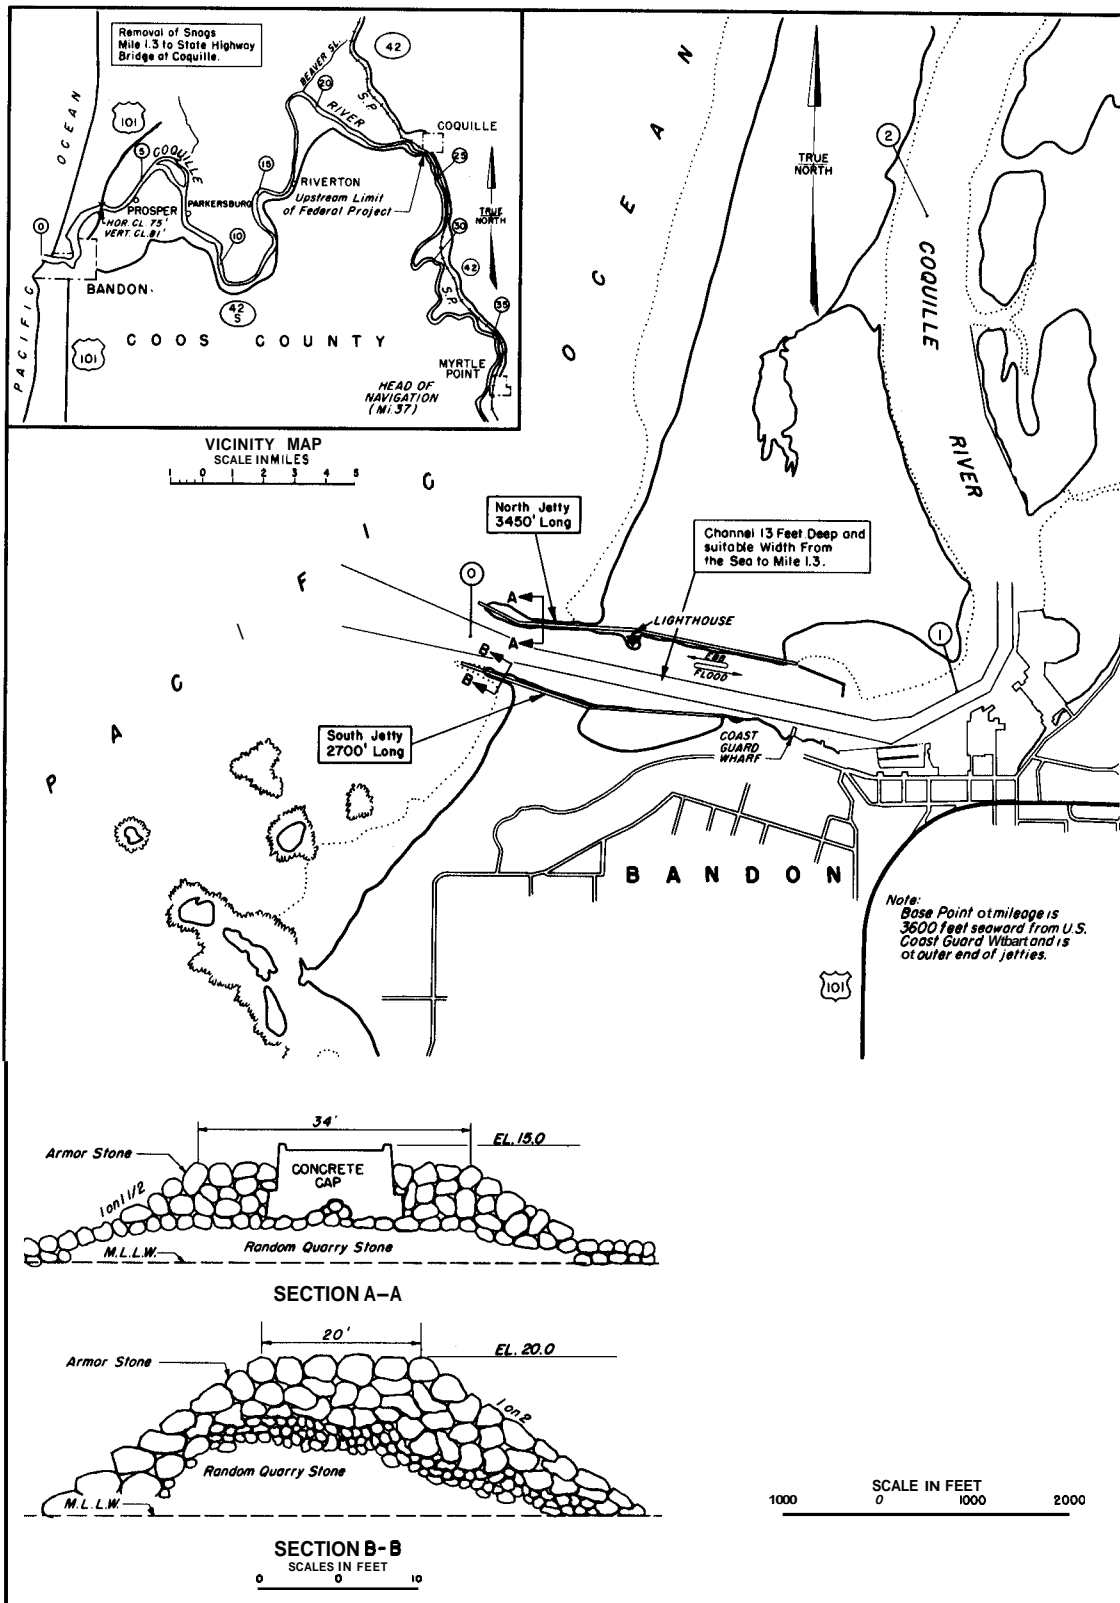 Removal of Snags
Mile 1.3 to State Highway
Bridge at Coquille.
OCEAN
PACIFIC
101
101
0
5
10
15
20
25
30
35
42
42
42
S
COQUILLE
RIVER
BEAVER SL.
S.P.
S.P.
COQUILLE
PROSPER
PARKERSBURG
RIVERTON
HOR. CL. 75'
VERT. CL. 81'
Upstream Limit
of Federal Project
TRUE
NORTH
BANDON.
COOS COUNTY
MYRTLE
POINT
HEAD OF
NAVIGATION
(Mi. 37)
VICINITY MAP
SCALE IN MILES
1 0 1 2 3 4 5
PACIFIC
OCEAN
TRUE
NORTH
2
COQUILLE
RIVER
North Jetty
3450' Long
Channel 13 Feet Deep and
suitable Width From
the Sea to Mile 1.3.
0
A
A
B
B
LIGHTHOUSE
EBB
FLOOD
1
South Jetty
2700' Long
COAST
GUARD
WHARF
BANDON
Note:
Base Point ot mileage is
3600 feet seaward from U.S.
Coast Guard Wtbart and is
ot outer end of jetties.
101
34'
EL. 15.0
Armor Stone
CONCRETE
CAP
1 on 1 1/2
M.L.L.W.
Random Quarry Stone
SECTION A-A
20'
EL. 20.0
Armor Stone
1 on 2
Random Quarry Stone
M.L.L.W.
SECTION B-B
SCALES IN FEET
0 0 10
SCALE IN FEET
1000 0 1000 2000